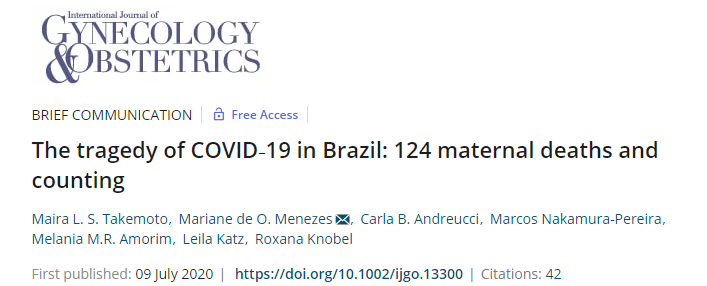 International Journal of
GYNECOLOGY
&OBSTETRICS
BRIEF COMMUNICATION | Free Access |
The tragedy of COVID‐19 in Brazil: 124 maternal deaths and
counting
Maira L. S. Takemoto, Mariane de O. Menezes, Carla B. Andreucci, Marcos Nakamura-Pereira,
Melania M.R. Amorim, Leila Katz, Roxana Knobel
First published: 09 July 2020 | https://doi.org/10.1002/ijgo.13300 | Citations: 42